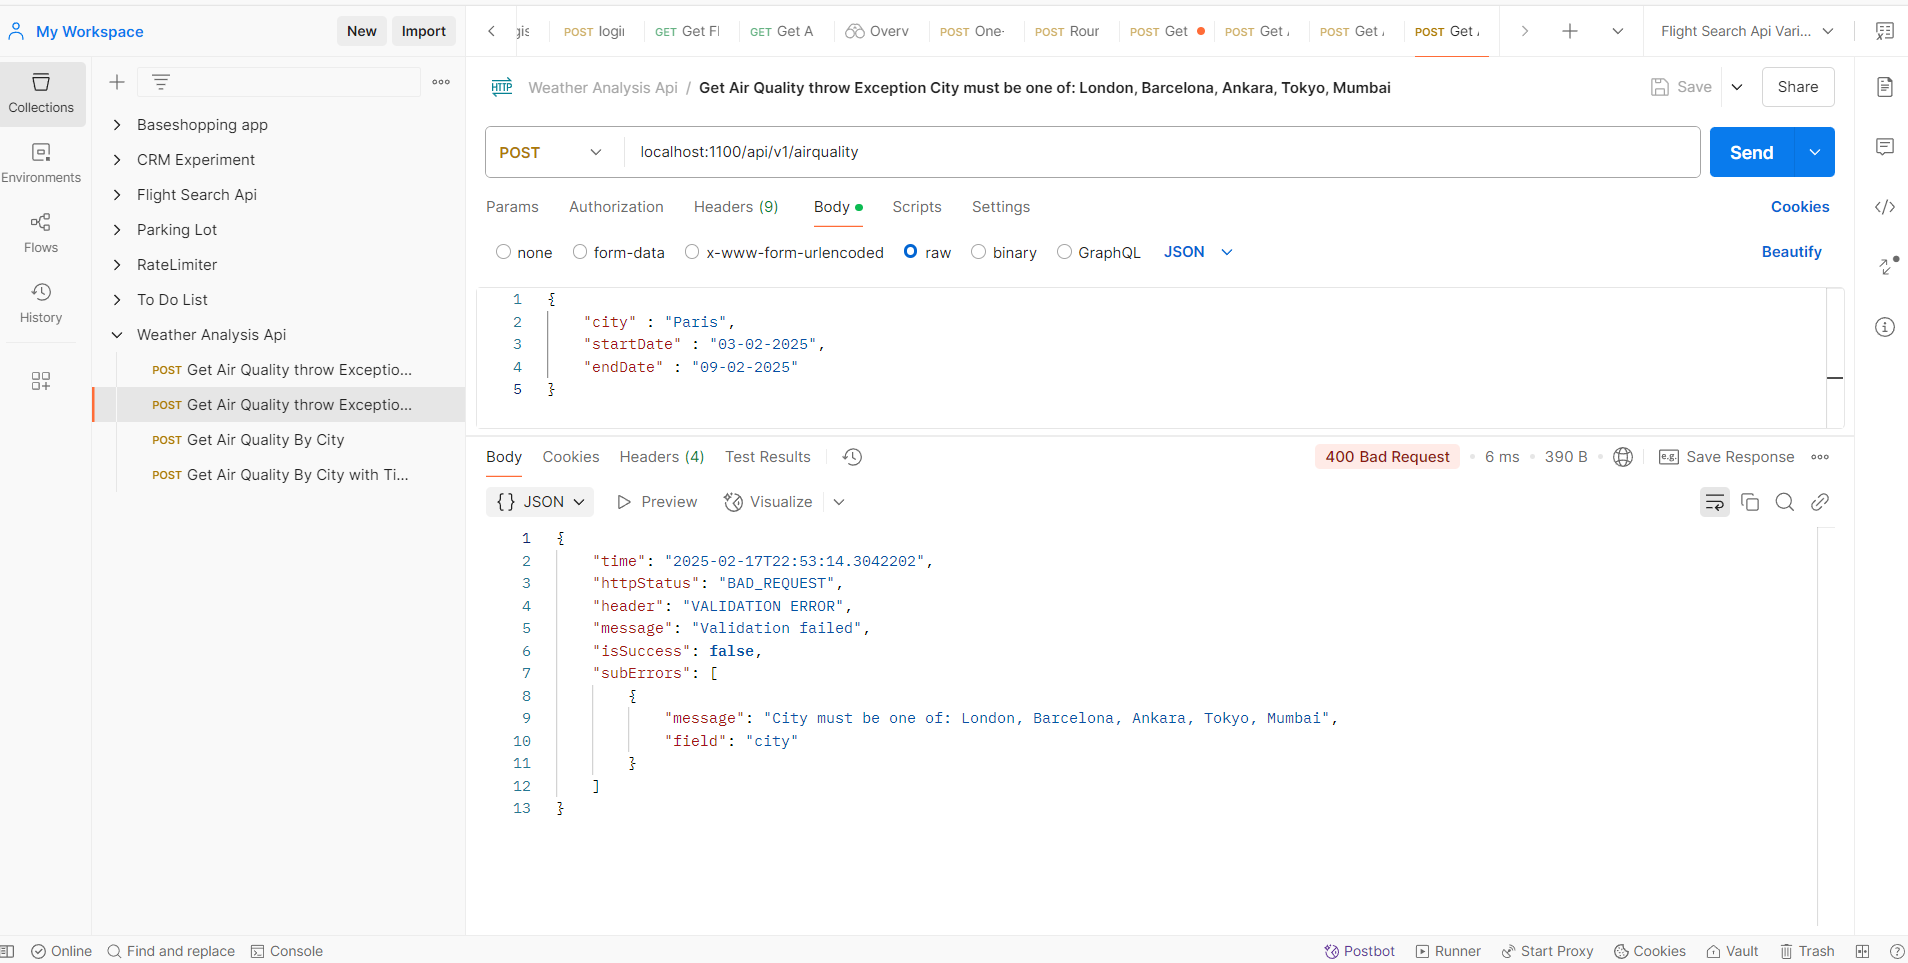 My Workspace
New
Import
gis
POST login
GET Get Fl
GET Get A
Overv
POST One-
POST Rour
POST Get
POST Get
POST Get
POST Get
Flight Search Api Vari...
Collections
Environments
Flows
History
Baseshopping app
CRM Experiment
Flight Search Api
Parking Lot
RateLimiter
To Do List
Weather Analysis Api
POST Get Air Quality throw Exceptio...
POST Get Air Quality throw Exceptio...
POST Get Air Quality By City
POST Get Air Quality By City with Ti...
HTTP
Weather Analysis Api / Get Air Quality throw Exception City must be one of: London, Barcelona, Ankara, Tokyo, Mumbai
Save
Share
POST
localhost:1100/api/v1/airquality
Send
Params
Authorization
Headers (9)
Body
Scripts
Settings
Cookies
none
form-data
x-www-form-urlencoded
raw
binary
GraphQL
JSON
Beautify
1 {
2 "city" : "Paris",
3 "startDate" : "03-02-2025",
4 "endDate" : "09-02-2025"
5 }
Body
Cookies
Headers (4)
Test Results
400 Bad Request
6 ms
390 B
e.g. Save Response
{} JSON
Preview
Visualize
1 {
2 "time": "2025-02-17T22:53:14.3042202",
3 "httpStatus": "BAD_REQUEST",
4 "header": "VALIDATION ERROR",
5 "message": "Validation failed",
6 "isSuccess": false,
7 "subErrors": [
8 {
9 "message": "City must be one of: London, Barcelona, Ankara, Tokyo, Mumbai",
10 "field": "city"
11 }
12 ]
13 }
Online
Find and replace
Console
Postbot
Runner
Start Proxy
Cookies
Vault
Trash